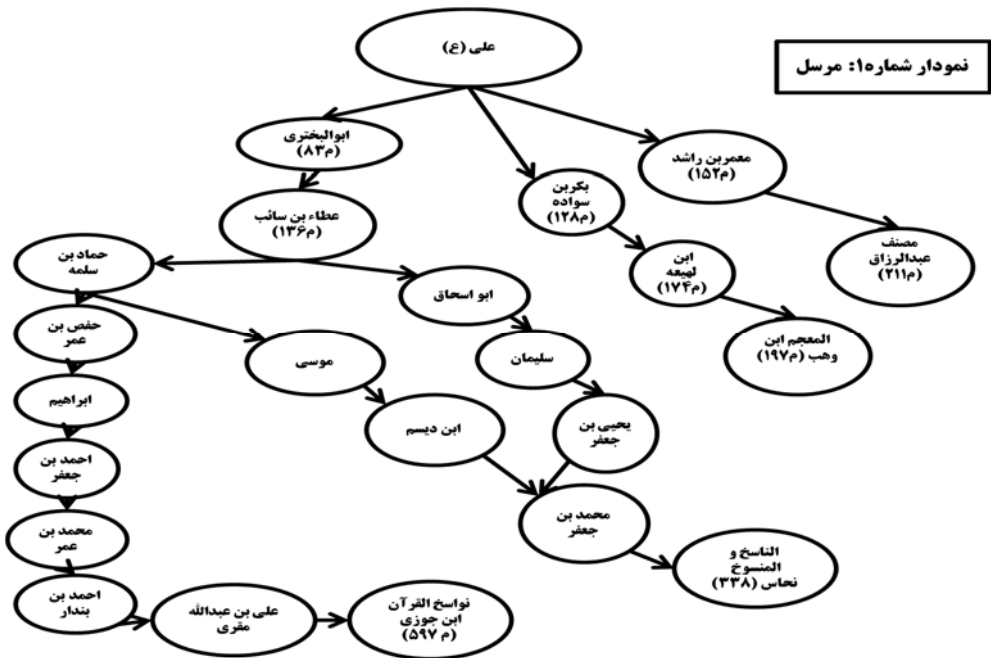 علی (ع)
نمودار شماره۱: مرسل
ابوالبختری
(م۸۳)
معمربن راشد
(م۱۵۲)
بکربن
سواده
(م۱۲۸)
عطاء بن سائب
(م۱۳۶)
مصنف
عبدالرزاق
(م۲۱۱)
حماد بن
سلمه
ابن
لهیعه
(م۱۷۴)
ابو اسحاق
حفص بن
عمر
موسی
سلیمان
المعجم ابن
وهب (م۱۹۷)
ابراهیم
ابن دیسم
یحیی بن
جعفر
احمد بن
جعفر
محمد بن
جعفر
محمد بن
عمر
الناسخ و
المنسوخ
نحاس (۳۳۸)
احمد بن
بندار
علی بن عبدالله
مقری
نواسخ القرآن
ابن جوزی
(م ۵۹۷)